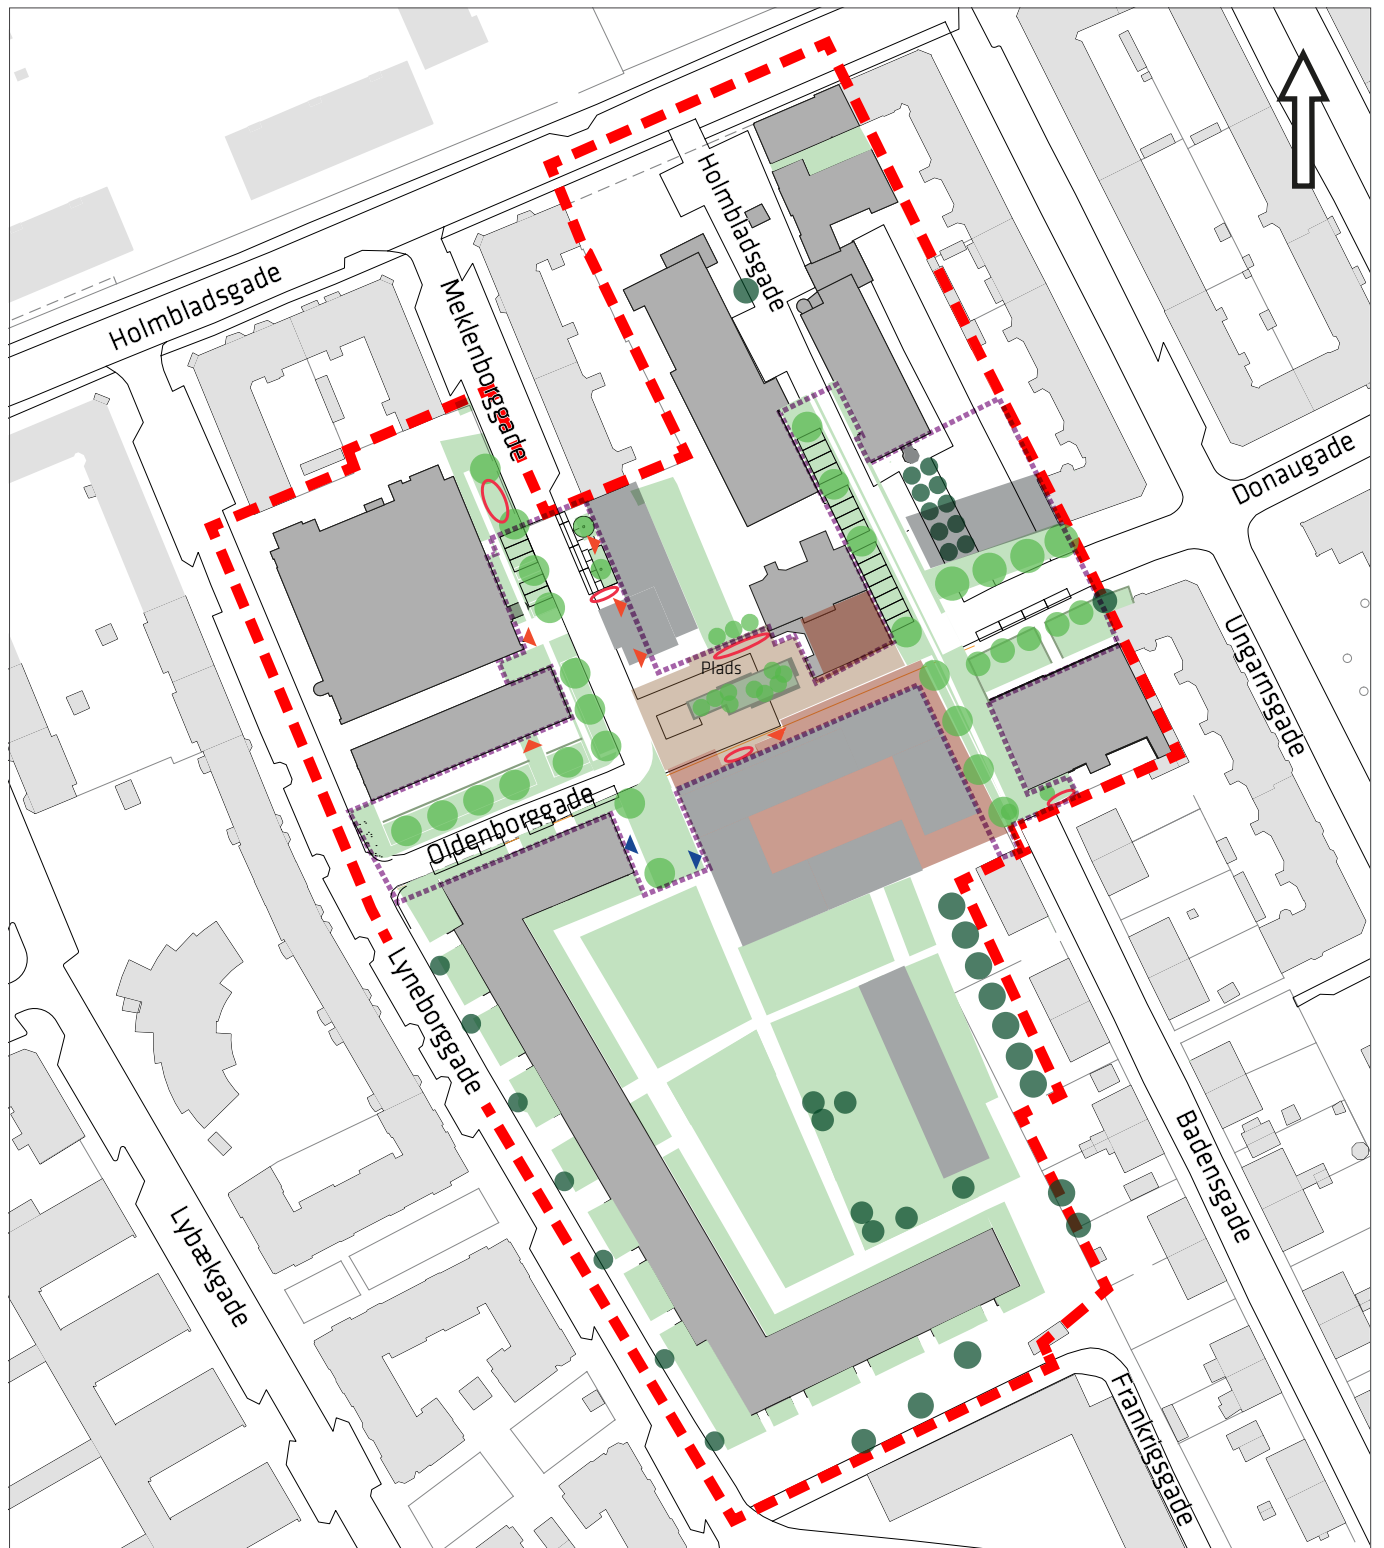 Holmbladsgade
Holmbladsgade
Meklenborggade
Donaugade
Ungarnsgade
Plads
Oldenborggade
Lyneborggade
Badensgade
Lybækgade
Frankrigsgade